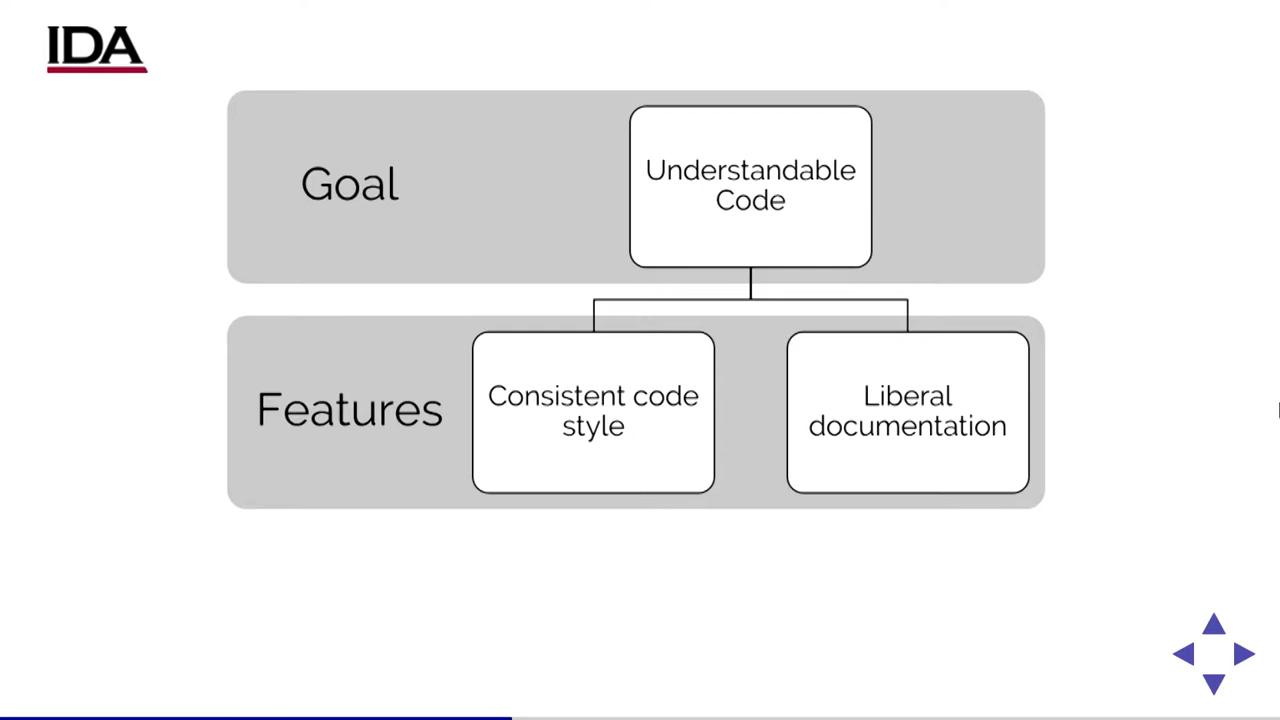 IDA
Goal
Understandable
Code
Features
Consistent code
style
Liberal
documentation